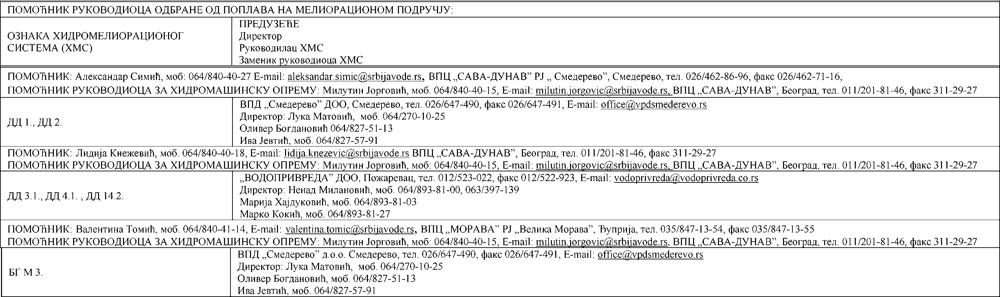 ПОМОЋНИК РУКОВОДИОЦА ОДБРАНЕ ОД ПОПЛАВА НА МЕЛИОРАЦИОНОМ ПОДРУЧЈУ:
ОЗНАКА ХИДРОМЕЛИОРАЦИОНОГ
СИСТЕМА (ХМС)
ПРЕДУЗЕЋЕ
Директор
Руководилац ХМС
Заменик руководиоца ХМС
ПОМОЋНИК: Александар Симић, моб: 064/840-40-27 E-mail: aleksandar.simic@srbijavode.rs, ВПЦ „САВА-ДУНАВ” РЈ „ Смедерево”, Смедерево, тел. 026/462-86-96, факс 026/462-71-16,
ПОМОЋНИК РУКОВОДИОЦА ЗА ХИДРОМАШИНСКУ ОПРЕМУ: Милутин Јорговић, моб. 064/840-40-15, E-mail: milutin.jorgovic@srbijavode.rs, ВПЦ „САВА-ДУНАВ”, Београд, тел. 011/201-81-46, факс 311-29-27
ДД 1., ДД 2.
ВПД „Смедерево” ДОО, Смедерево, тел. 026/647-490, факс 026/647-491, E-mail: office@vpdsmederevo.rs
Директор: Лука Матовић, моб. 064/270-10-25
Оливер Богдановић 064/827-51-13
Ива Јевтић, моб. 064/827-57-91
ПОМОЋНИК: Лидија Кнежевић, моб. 064/840-40-18, E-mail: lidija.knezevic@srbijavode.rs ВПЦ „САВА-ДУНАВ”, Београд, тел. 011/201-81-46, факс 311-29-27
ПОМОЋНИК РУКОВОДИОЦА ЗА ХИДРОМАШИНСКУ ОПРЕМУ: Милутин Јорговић, моб: 064/840-40-15, E-mail: milutin.jorgovic@srbijavode.rs, ВПЦ „САВА-ДУНАВ”, Београд, тел. 011/201-81-46, факс 311-29-27
ДД 3.1., ДД 4.1. , ДД 14.2.
„ВОДОПРИВРЕДА” ДОО, Пожаревац, тел. 012/523-022, факс 012/522-923, E-mail: vodoprivreda@vodoprivreda.co.rs
Директор: Ненад Милановић, моб. 064/893-81-00, 063/397-139
Марија Хајдуковић, моб. 064/893-81-03
Марко Кокић, моб. 064/893-81-27
ПОМОЋНИК: Валентина Томић, моб. 064/840-41-14, E-mail: valentina.tomic@srbijavode.rs, ВПЦ „МОРАВА” РЈ „Велика Морава”, Ћуприја, тел. 035/847-13-54, факс 035/847-13-55
ПОМОЋНИК РУКОВОДИОЦА ЗА ХИДРОМАШИНСКУ ОПРЕМУ: Милутин Јорговић, моб: 064/840-40-15, E-mail: milutin.jorgovic@srbijavode.rs, ВПЦ „САВА-ДУНАВ”, Београд, тел. 011/201-81-46, факс 311-29-27
БГ М 3.
ВПД „Смедерево” д.о.о. Смедерево, тел. 026/647-490, факс 026/647-491, E-mail: office@vpdsmederevo.rs
Директор: Лука Матовић, моб. 064/270-10-25
Оливер Богдановић, моб. 064/827-51-13
Ива Јевтић, моб. 064/827-57-91